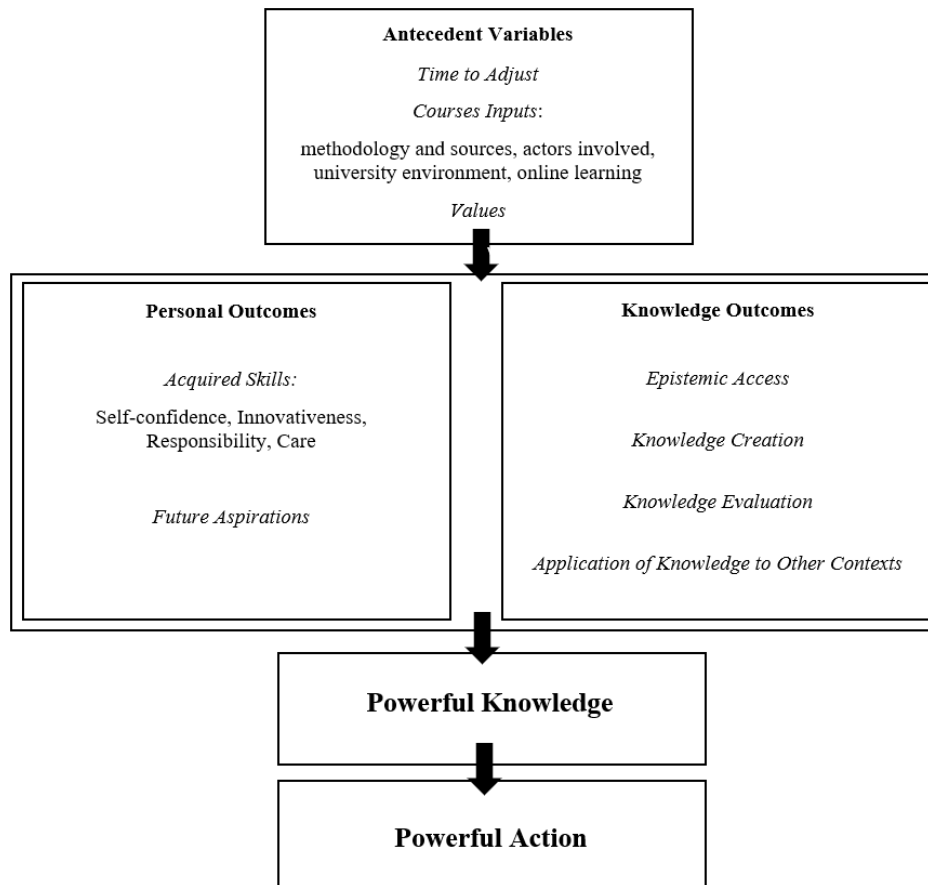 Antecedent Variables
Time to Adjust
Courses Inputs:
methodology and sources, actors involved,
university environment, online learning
Values
Personal Outcomes
Acquired Skills:
Self-confidence, Innovativeness,
Responsibility, Care
Future Aspirations
Knowledge Outcomes
Epistemic Access
Knowledge Creation
Knowledge Evaluation
Application of Knowledge to Other Contexts
Powerful Knowledge
Powerful Action